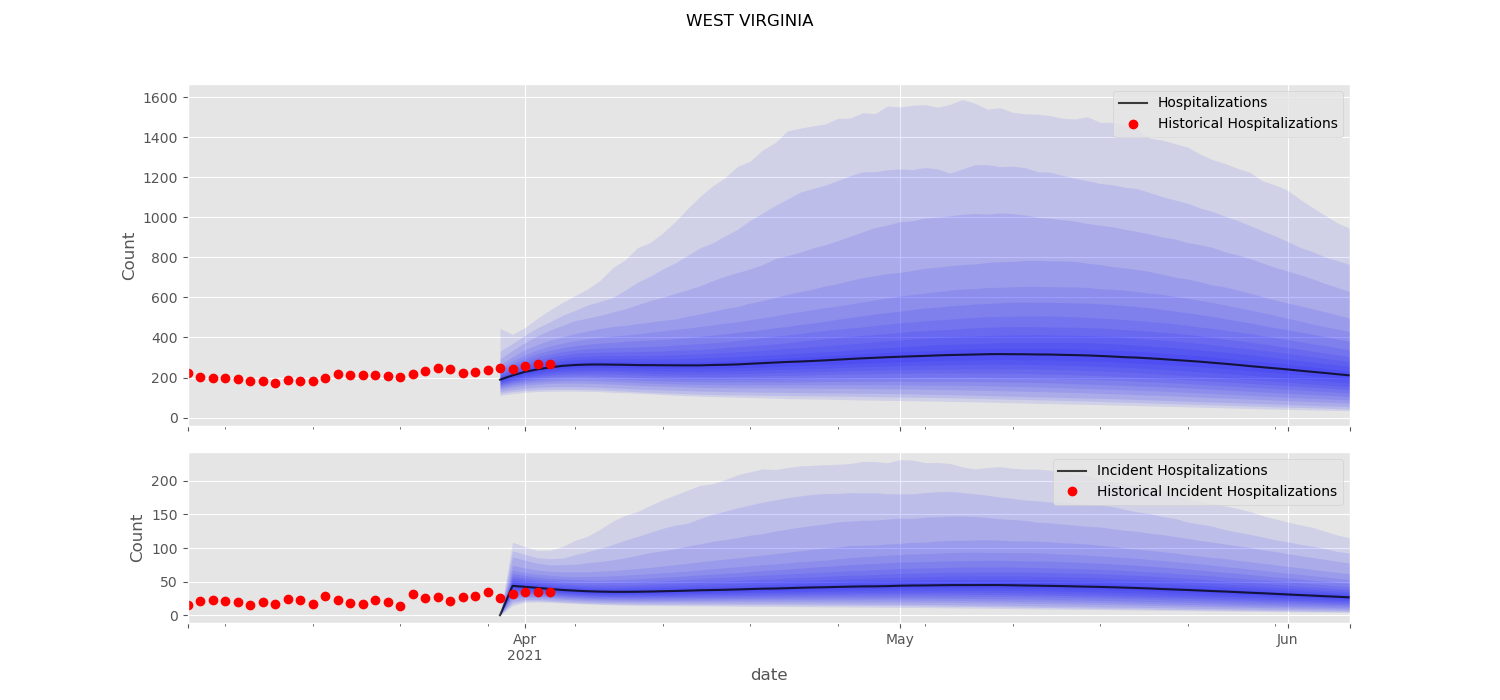 WEST VIRGINIA
1600
1400
1200
1000
800
600
400
200
0
Count
Hospitalizations
Historical Hospitalizations
200
150
100
50
0
Count
Incident Hospitalizations
Historical Incident Hospitalizations
Apr
2021
May
Jun
date